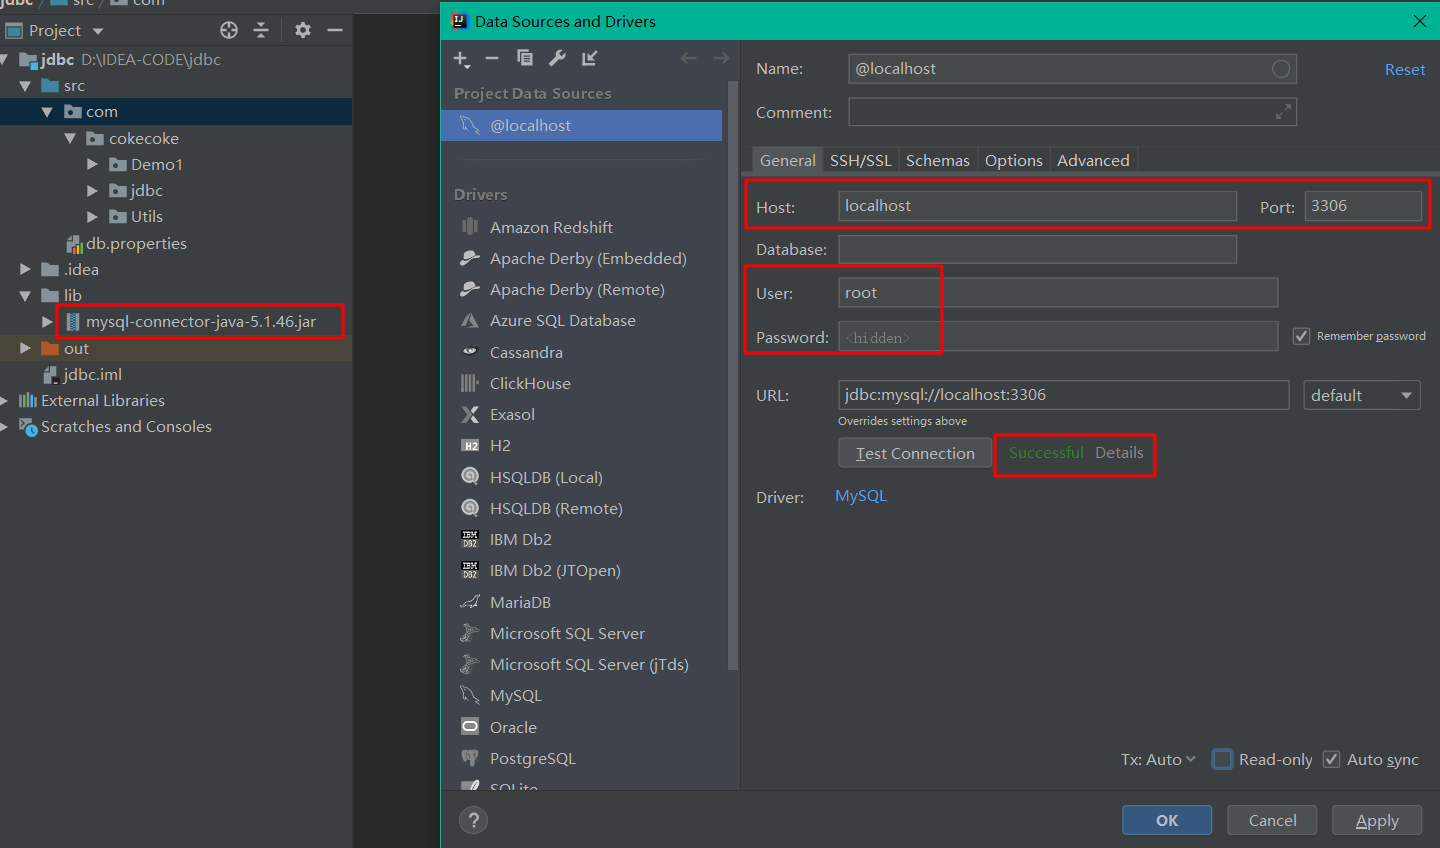 jdbc src com
Project
jdbc D:\IDEA-CODE\jdbc
src
com
cokecoke
Demo1
jdbc
Utils
db.properties
.idea
lib
mysql-connector-java-5.1.46.jar
out
jdbc.iml
External Libraries
Scratches and Consoles
Data Sources and Drivers
Project Data Sources
@localhost
Drivers
Amazon Redshift
Apache Derby (Embedded)
Apache Derby (Remote)
Azure SQL Database
Cassandra
ClickHouse
Exasol
H2 H2
HSQLDB (Local)
HSQLDB (Remote)
IBM DB2 IBM Db2
IBM DB2 IBM Db2 (JTOpen)
MariaDB
Microsoft SQL Server
Microsoft SQL Server (jTds)
MySQL
Oracle
PostgreSQL
SQLite
?
Name: @localhost Reset
Comment:
General SSH/SSL Schemas Options Advanced
Host: localhost Port: 3306
Database:
User: root
Password: <hidden> Remember password
URL: jdbc:mysql://localhost:3306 default
Overrides settings above
Test Connection Successful Details
Driver: MySQL
Tx: Auto Read-only Auto sync
OK Cancel Apply